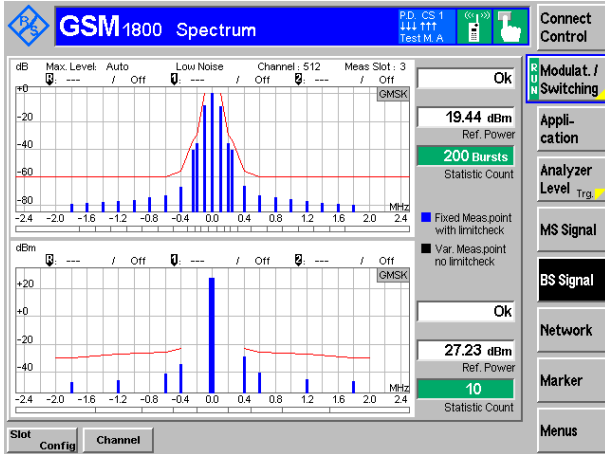 R&S GSM 1800 Spectrum P.D. CS 1
Test M. A
Connect
Control
dB Max. Level: Auto Low Noise Channel : 512 Meas Slot : 3
R: --- / Off 1: --- / Off 2: --- / Off
GMSK
+0
-20
-40
-60
-80
MHz
-2.4 -2.0 -1.6 -1.2 -0.8 -0.4 0.0 0.4 0.8 1.2 1.6 2.0 2.4
Ok
19.44 dBm
Ref. Power
200 Bursts
Statistic Count
Fixed Meas.point
with limitcheck
Var. Meas.point
no limitcheck
dBm
R: --- / Off 1: --- / Off 2: --- / Off
GMSK
+20
+0
-20
-40
MHz
-2.4 -2.0 -1.6 -1.2 -0.8 -0.4 0.0 0.4 0.8 1.2 1.6 2.0 2.4
Ok
27.23 dBm
Ref. Power
10
Statistic Count
RUN
Modulat. /
Switching
Appli-
cation
Analyzer
Level Trg.
MS Signal
BS Signal
Network
Marker
Menus
Slot
Config
Channel